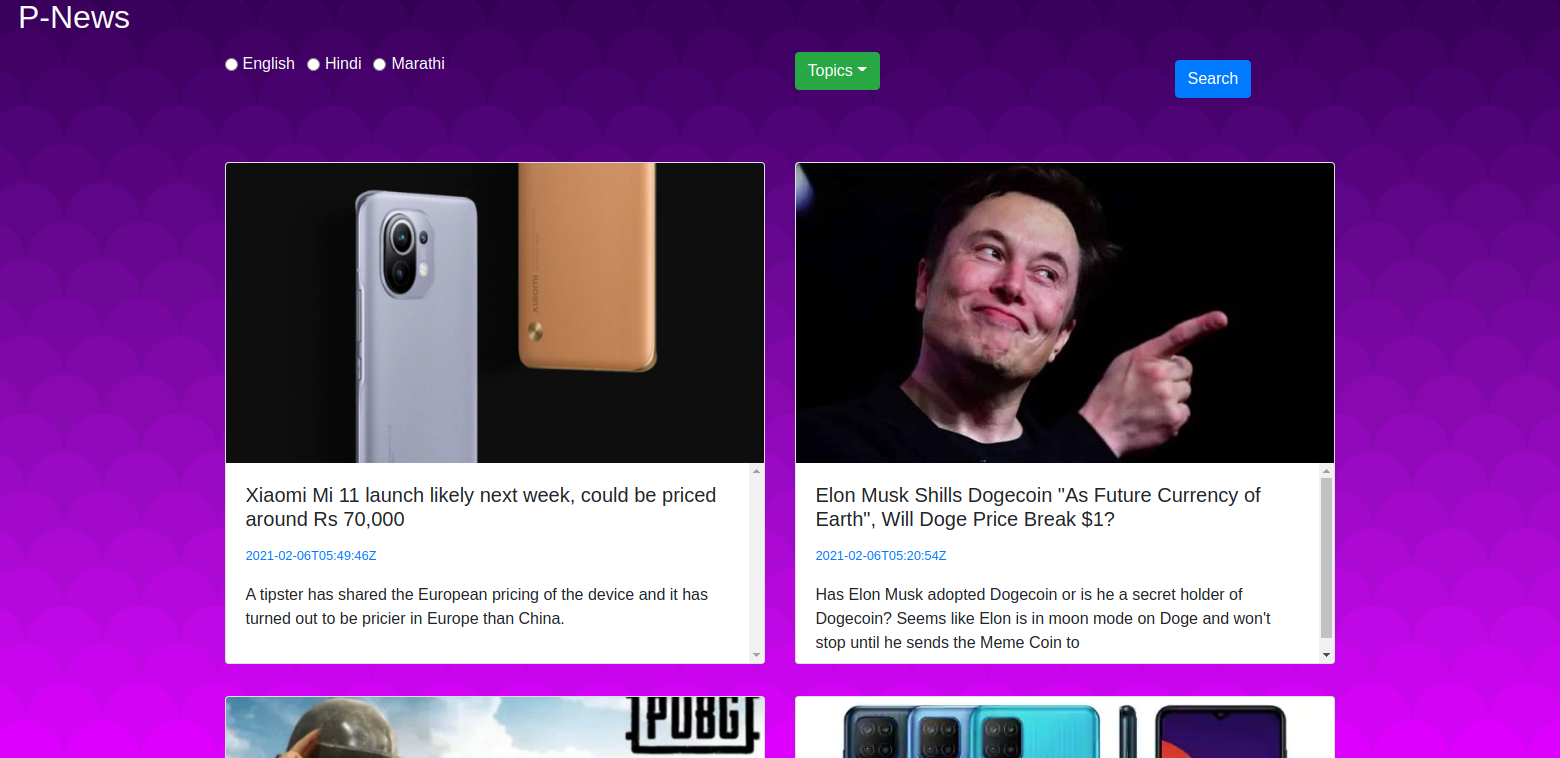 P-News
English Hindi Marathi
Topics
Search
xiaomi
Xiaomi Mi 11 launch likely next week, could be priced
around Rs 70,000
2021-02-06T05:49:46Z
A tipster has shared the European pricing of the device and it has
turned out to be pricier in Europe than China.
Elon Musk Shills Dogecoin "As Future Currency of
Earth", Will Doge Price Break $1?
2021-02-06T05:20:54Z
Has Elon Musk adopted Dogecoin or is he a secret holder of
Dogecoin? Seems like Elon is in moon mode on Doge and won't
stop until he sends the Meme Coin to
PUBG